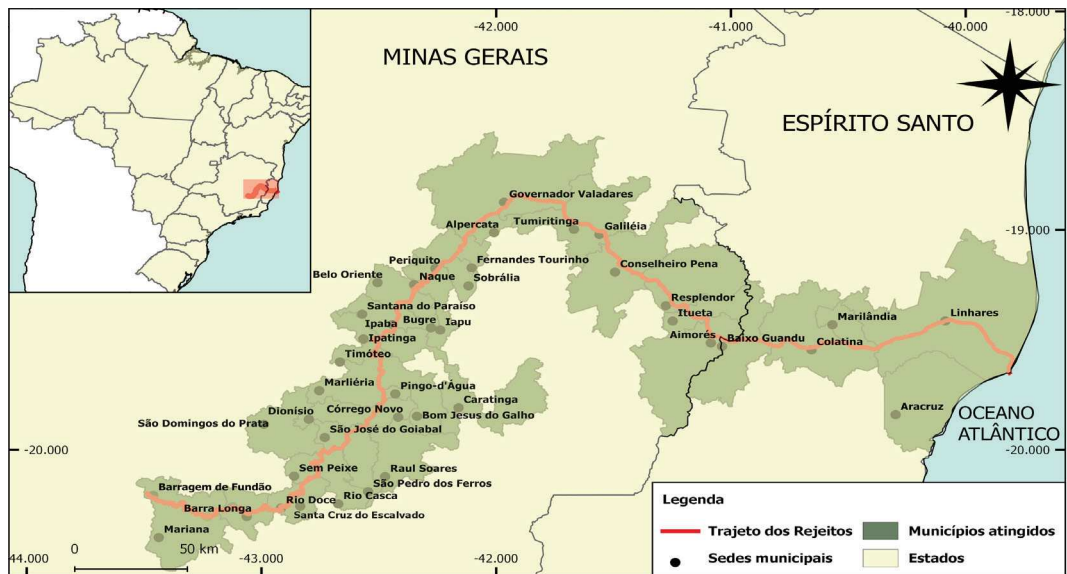 -42.000
-41.000
-40.000
-18.000
MINAS GERAIS
ESPÍRITO SANTO
Governador Valadares
Alpercata
Tumiritinga
Galiléia
-19.000
Periquito
Fernandes Tourinho
Conselheiro Pena
Belo Oriente
Naque
Sobrália
Santana do Paraíso
Resplendor
Ipaba
Bugre
Iapu
Itueta
Marilândia
Linhares
Ipatinga
Aimorés
Baixo Guandu
Colatina
Timóteo
Marliéria
Pingo-d'Água
Caratinga
Dionísio
Córrego Novo
Bom Jesus do Galho
Aracruz
OCEANO
ATLÂNTICO
São Domingos do Prata
São José do Goiabal
-20.000
-20.000
Sem Peixe
Raul Soares
Barragem de Fundão
São Pedro dos Ferros
Rio Doce
Rio Casca
Barra Longa
Santa Cruz do Escalvado
Mariana
Legenda
Trajeto dos Rejeitos
Municípios atingidos
Sedes municipais
Estados
0
50 km
-44.000
-43.000
-42.000